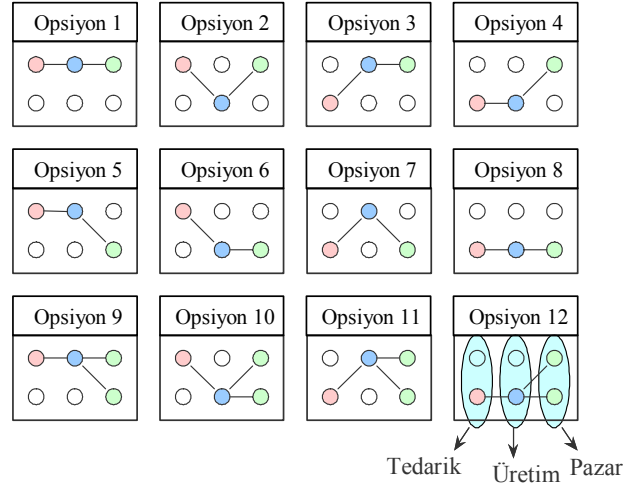 Opsiyon 1
Opsiyon 2
Opsiyon 3
Opsiyon 4
Opsiyon 5
Opsiyon 6
Opsiyon 7
Opsiyon 8
Opsiyon 9
Opsiyon 10
Opsiyon 11
Opsiyon 12
Tedarik
Üretim
Pazar